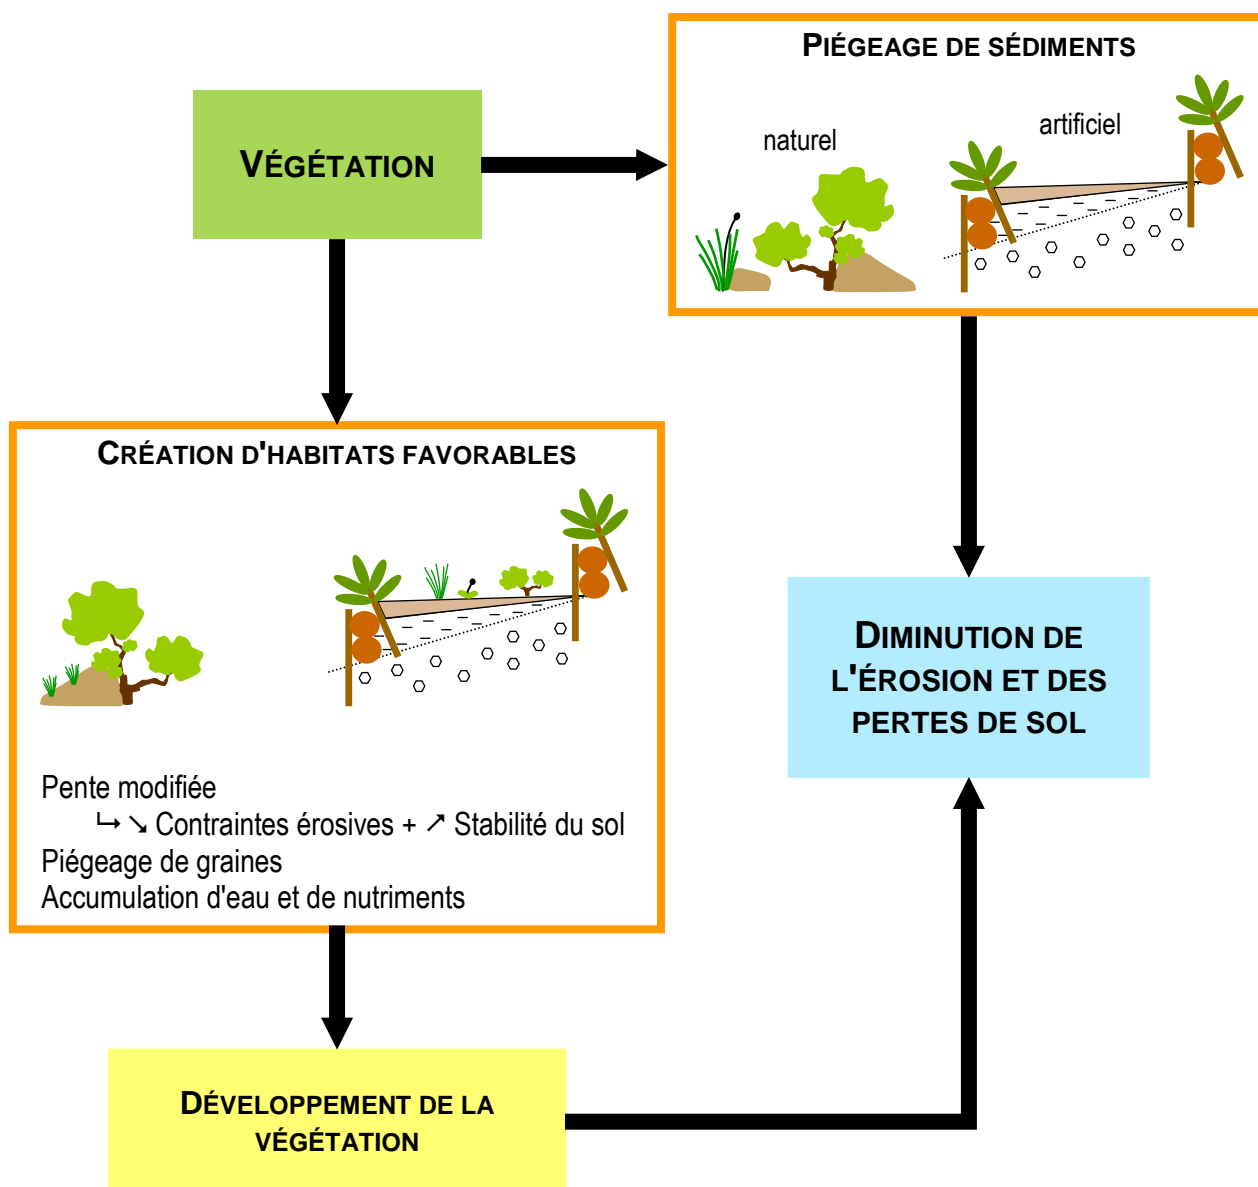 PIÉGEAGE DE SÉDIMENTS
naturel
artificiel
VÉGÉTATION
CRÉATION D'HABITATS FAVORABLES
Pente modifiée
↳ ↘ Contraintes érosives + ↗ Stabilité du sol
Piégeage de graines
Accumulation d'eau et de nutriments
DIMINUTION DE
L'ÉROSION ET DES
PERTES DE SOL
DÉVELOPPEMENT DE LA
VÉGÉTATION